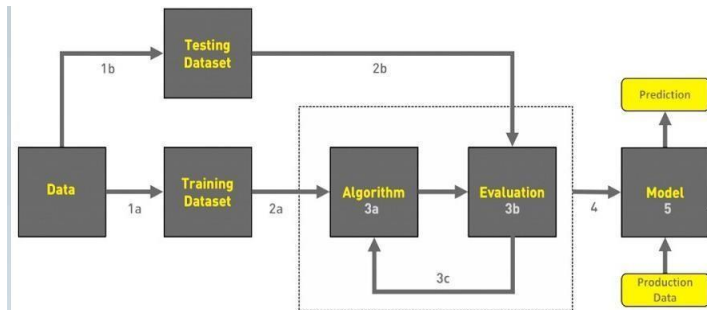 Testing
Dataset
1b
2b
Prediction
Data
Training
Dataset
Algorithm
3a
Evaluation
3b
Model
5
1a
2a
4
3c
Production
Data